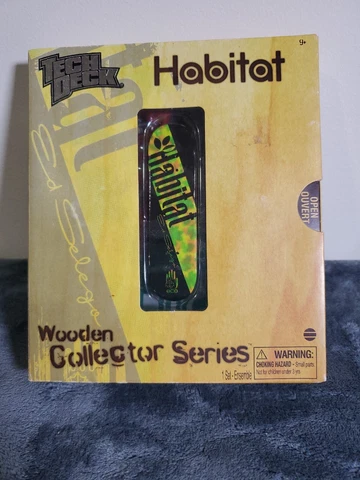 TECH
DECK
Habitat
9+
Habitat
Ed Selego
OPEN
OUVERT
Wooden
Collector Series™
1 Set - Ensemble
WARNING:
CHOKING HAZARD - Small parts.
Not for children under 3 yrs.